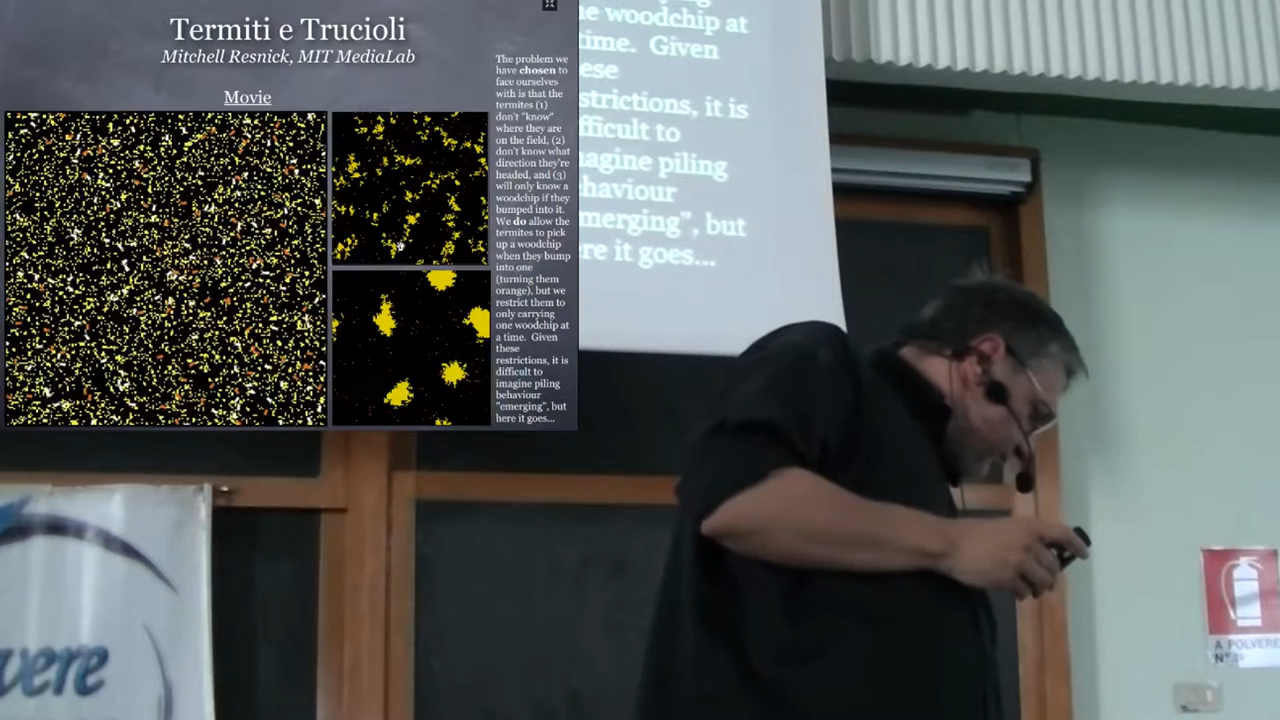 Termiti e Trucioli
Mitchell Resnick, MIT MediaLab
Movie
The problem we
have chosen to
face ourselves
with is that the
termites (1)
don't "know"
where they are
on the field, (2)
don't know what
direction they're
headed, and (3)
will only know a
woodchip if they
bumped into it.
We do allow the
termites to pick
up a woodchip
when they bump
into one
(turning them
orange), but we
restrict them to
only carrying
one woodchip at
a time. Given
these
restrictions, it is
difficult to
imagine piling
behaviour
"emerging", but
here it goes...
e woodchip at
time. Given
ese
strictions, it is
fficult to
agine piling
haviour
merging", but
re it goes...
vere
A POLVERE
N°